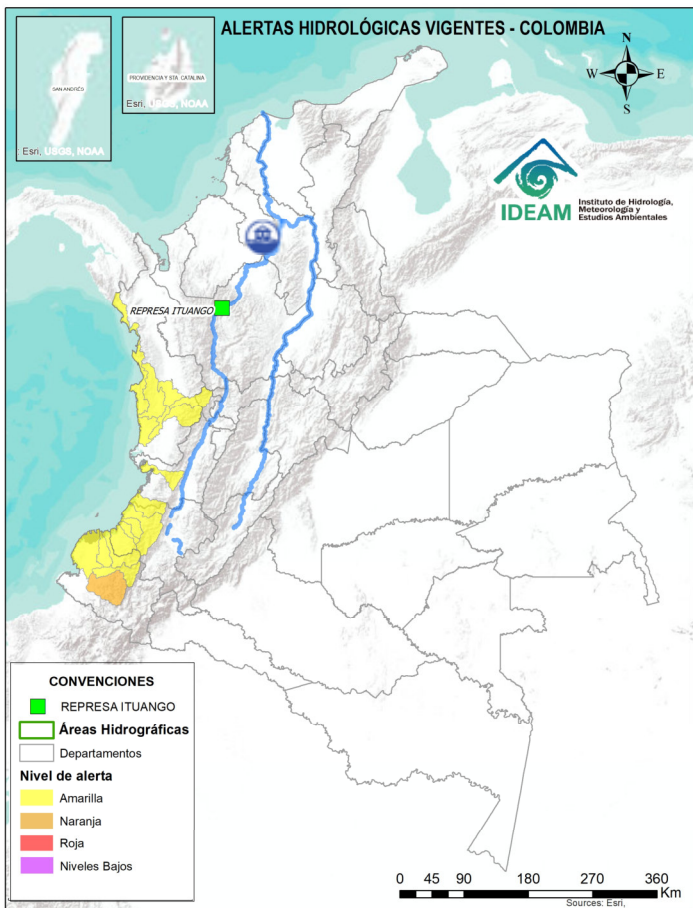 ALERTAS HIDROLÓGICAS VIGENTES - COLOMBIA
SAN ANDRÉS
Esri, USGS, NOAA
PROVIDENCIA Y STA. CATALINA
Esri, USGS, NOAA
N
W
E
S
IDEAM
Instituto de Hidrología,
Meteorología y
Estudios Ambientales
REPRESA ITUANGO
CONVENCIONES
REPRESA ITUANGO
Áreas Hidrográficas
Departamentos
Nivel de alerta
Amarilla
Naranja
Roja
Niveles Bajos
0 45 90 180 270 360
Km
Sources: Esri,